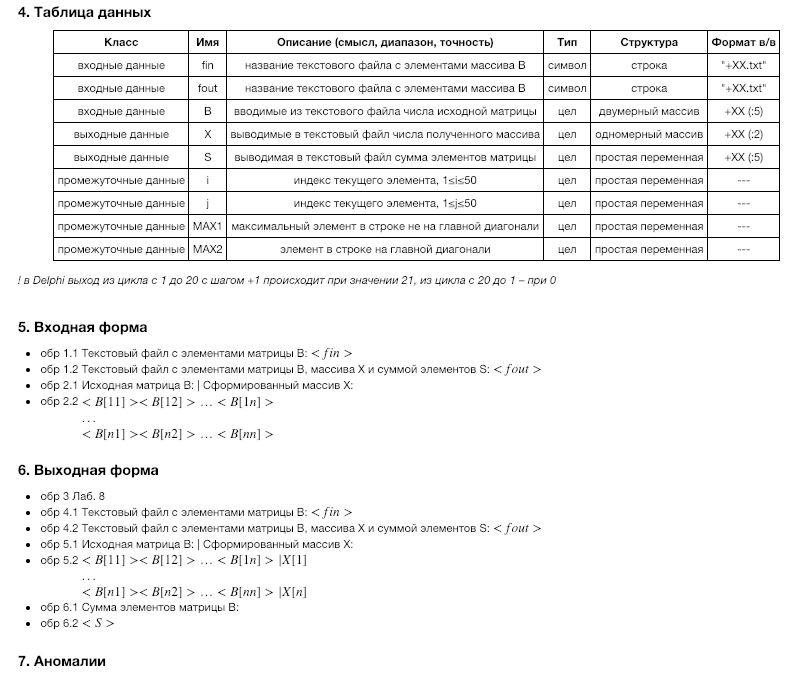 4. Таблица данных
Класс Имя Описание (смысл, диапазон, точность) Тип Структура Формат в/в
входные данные fin название текстового файла с элементами массива B символ строка "+XX.txt"
входные данные fout название текстового файла с элементами массива B символ строка "+XX.txt"
входные данные B вводимые из текстового файла числа исходной матрицы цел двумерный массив +XX (:5)
выходные данные X выводимые в текстовый файл числа полученного массива цел одномерный массив +XX (:2)
выходные данные S выводимая в текстовый файл сумма элементов матрицы цел простая переменная +XX (:5)
промежуточные данные i индекс текущего элемента, 1≤i≤50 цел простая переменная ---
промежуточные данные j индекс текущего элемента, 1≤j≤50 цел простая переменная ---
промежуточные данные MAX1 максимальный элемент в строке не на главной диагонали цел простая переменная ---
промежуточные данные MAX2 элемент в строке на главной диагонали цел простая переменная ---
! в Delphi выход из цикла с 1 до 20 с шагом +1 происходит при значении 21, из цикла с 20 до 1 – при 0
5. Входная форма
• обр 1.1 Текстовый файл с элементами матрицы B: < fin >
• обр 1.2 Текстовый файл с элементами матрицы B, массива X и суммой элементов S: < fout >
• обр 2.1 Исходная матрица B: | Сформированный массив X:
• обр 2.2 < B[11] >< B[12] > … < B[1n] >
…
< B[n1] >< B[n2] > … < B[nn] >
6. Выходная форма
• обр 3 Лаб. 8
• обр 4.1 Текстовый файл с элементами матрицы B: < fin >
• обр 4.2 Текстовый файл с элементами матрицы B, массива X и суммой элементов S: < fout >
• обр 5.1 Исходная матрица B: | Сформированный массив X:
• обр 5.2 < B[11] >< B[12] > … < B[1n] > |X[1]
…
< B[n1] >< B[n2] > … < B[nn] > |X[n]
• обр 6.1 Сумма элементов матрицы B:
• обр 6.2 < S >
7. Аномалии